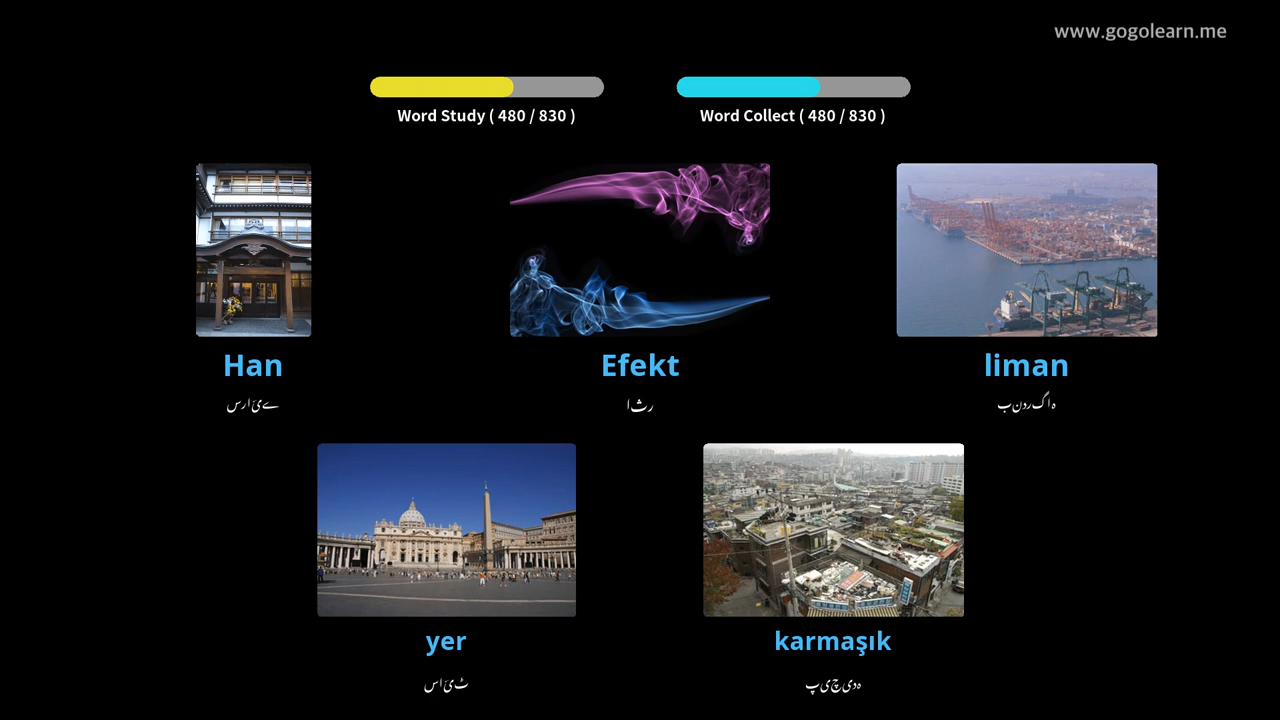 www.gogolearn.me
Word Study ( 480 / 830 )
Word Collect ( 480 / 830 )
Han
سرائے
Efekt
اثر
liman
بندرگاہ
yer
سائٹ
karmaşık
پیچیدہ